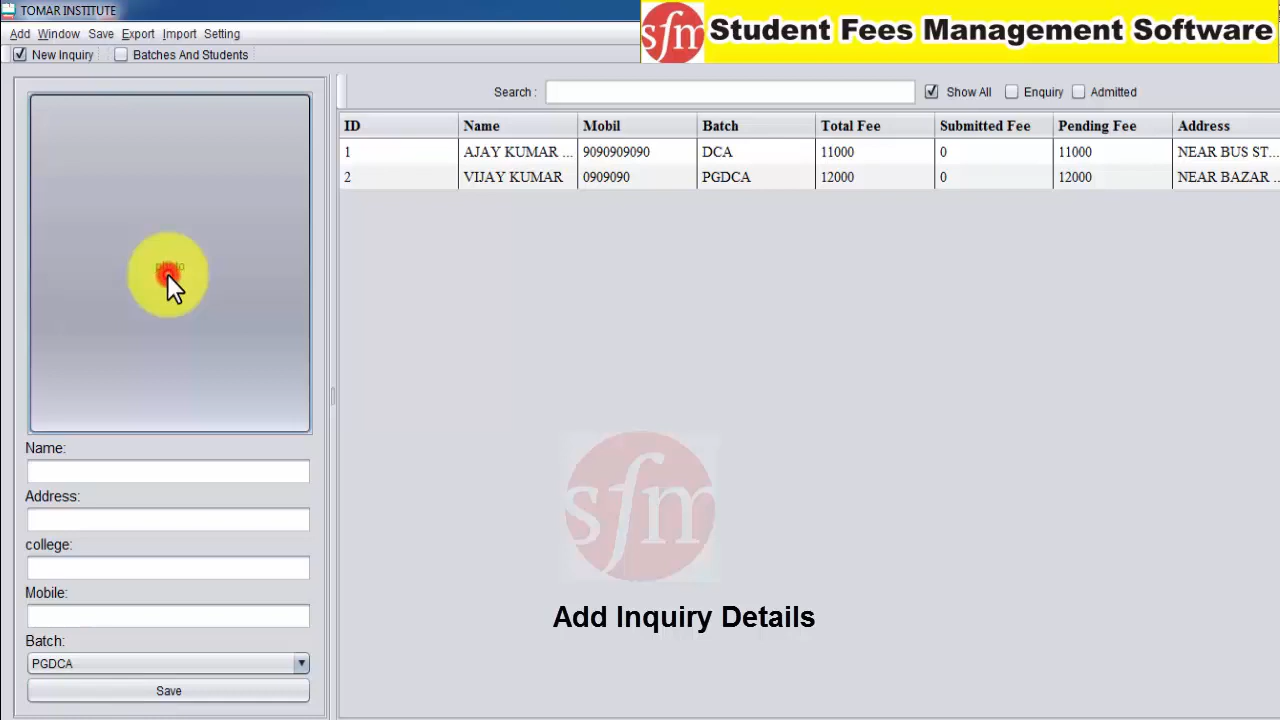 TOMAR INSTITUTE
Add Window Save Export Import Setting
New Inquiry Batches And Students
sfm Student Fees Management Software
Search : Show All Enquiry Admitted
ID Name Mobil Batch Total Fee Submitted Fee Pending Fee Address
1 AJAY KUMAR ... 9090909090 DCA 11000 0 11000 NEAR BUS ST...
2 VIJAY KUMAR 0909090 PGDCA 12000 0 12000 NEAR BAZAR ...
Name:
Address:
college:
Mobile:
Batch:
PGDCA
Save
sfm
Add Inquiry Details